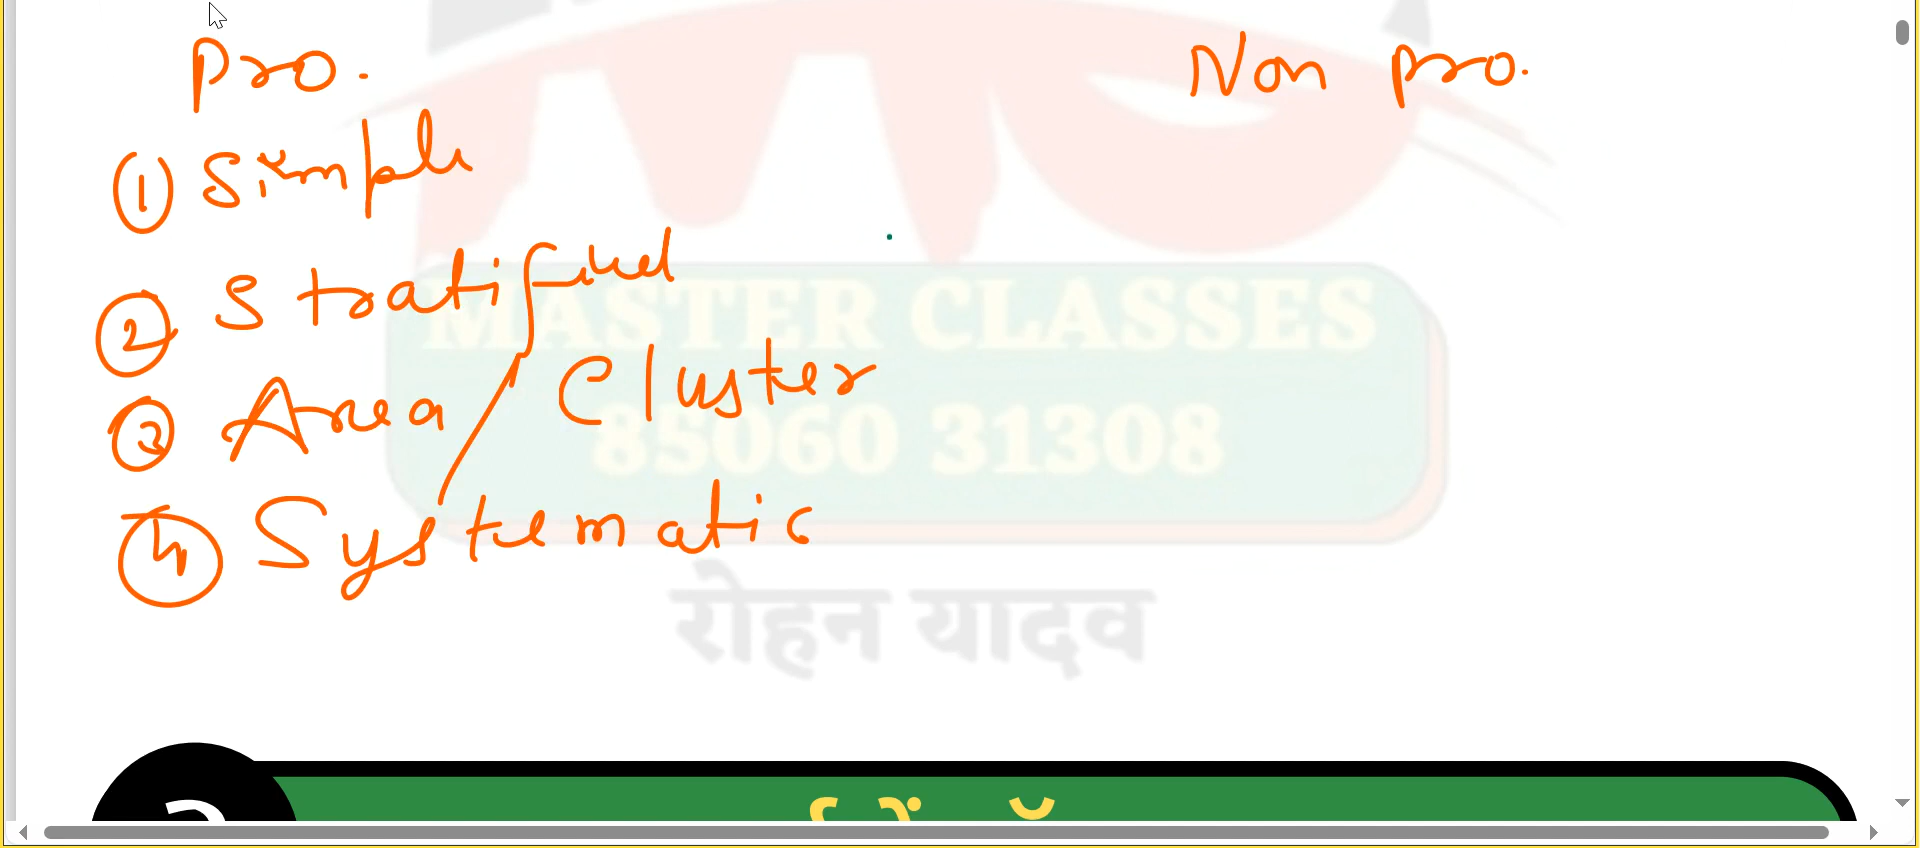 Pro. Non pro.
① Simple
② Stratified
③ Area / Cluster
④ Systematic
MASTER CLASSES
85060 31308
रोहन यादव